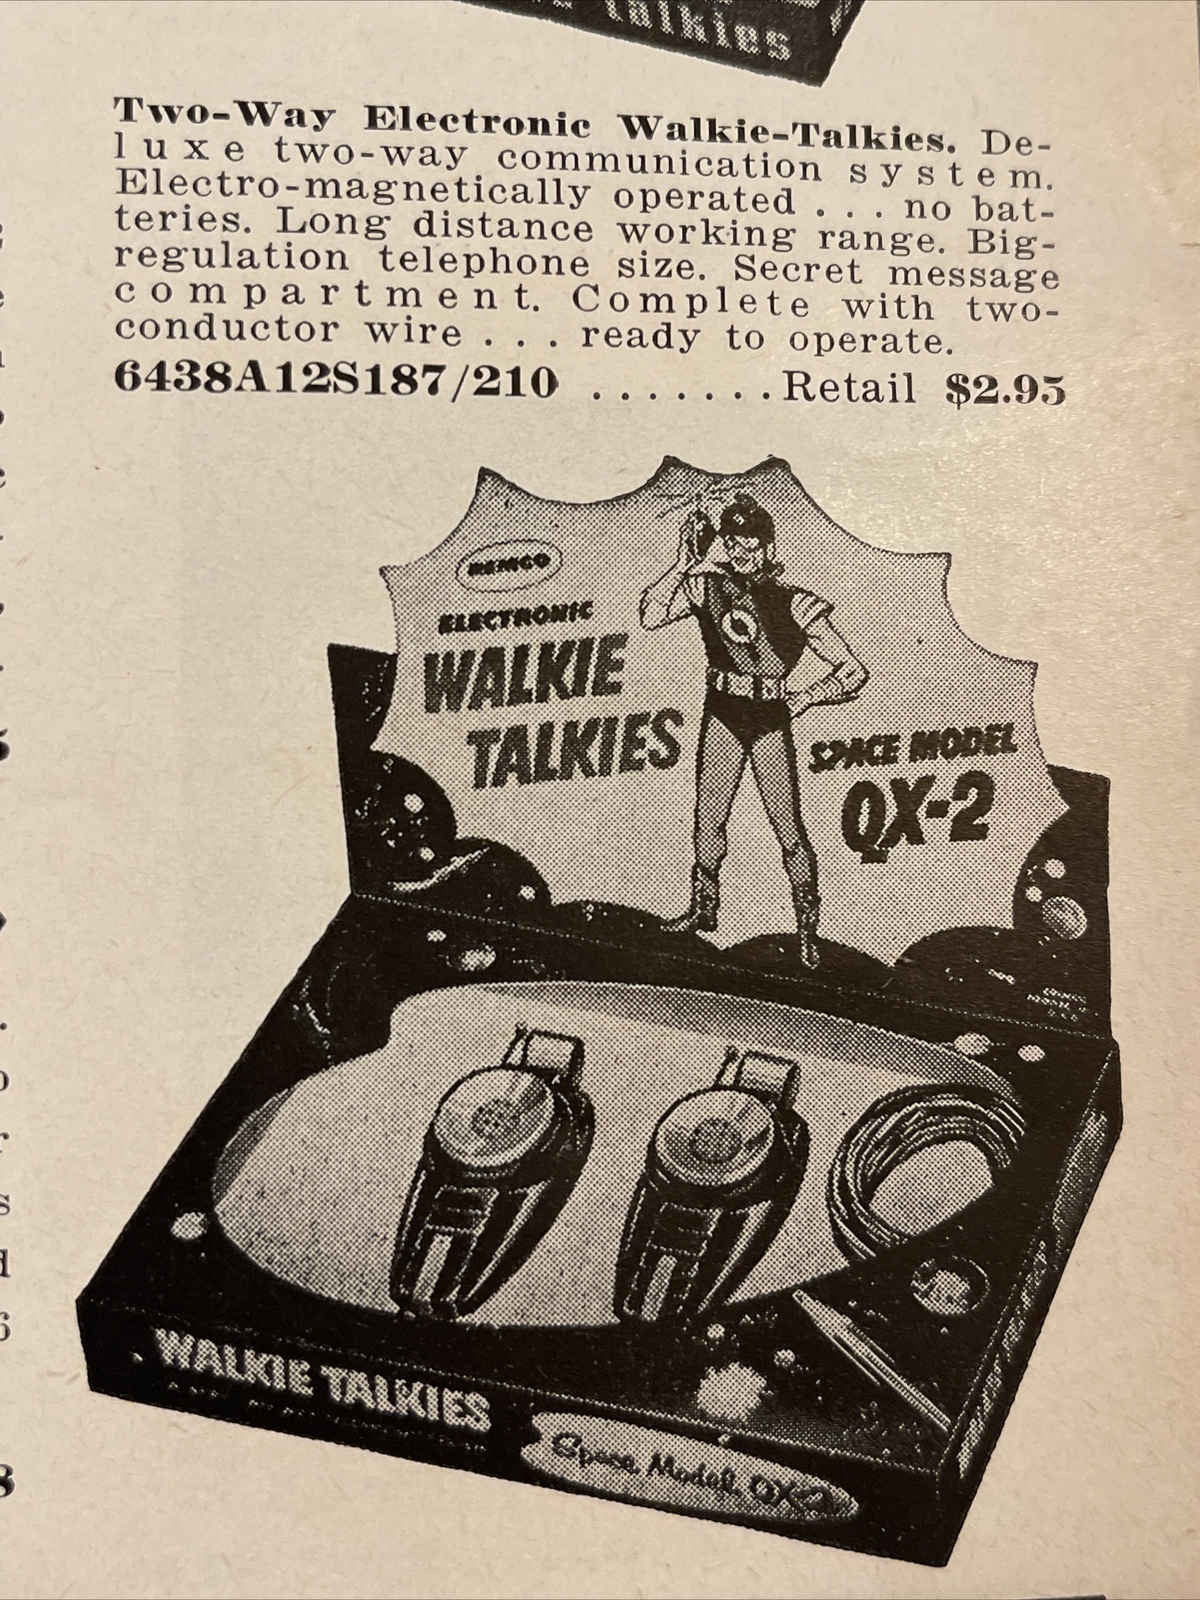 talkies
Two-Way Electronic Walkie-Talkies. De-
luxe two-way communication system.
Electro-magnetically operated . . . no bat-
teries. Long distance working range. Big-
regulation telephone size. Secret message
compartment. Complete with two-
conductor wire . . . ready to operate.
6438A12S187/210 . . . . . . . Retail $2.95
REMCO
ELECTRONIC
WALKIE
TALKIES
SPACE MODEL
QX-2
WALKIE TALKIES
Space Model QX-2